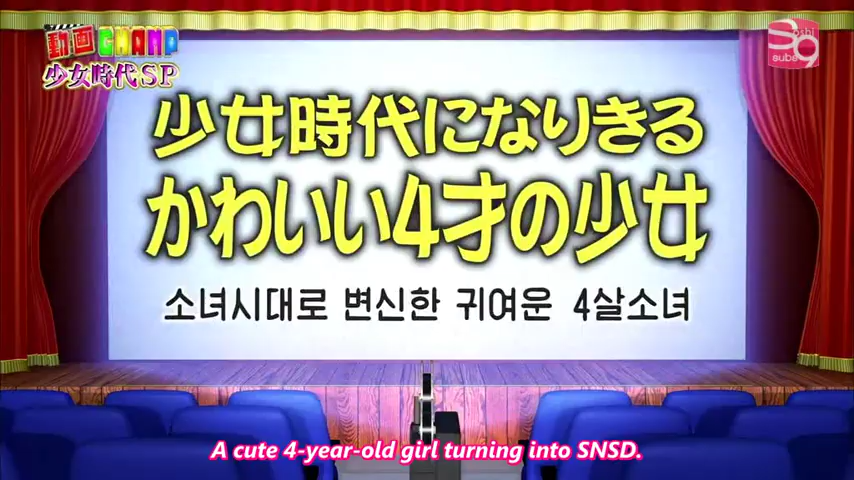 動画CHAMP
少女時代SP
Soshi
subs9
少女時代になりきる
かわいい4才の少女
소녀시대로 변신한 귀여운 4살소녀
A cute 4-year-old girl turning into SNSD.